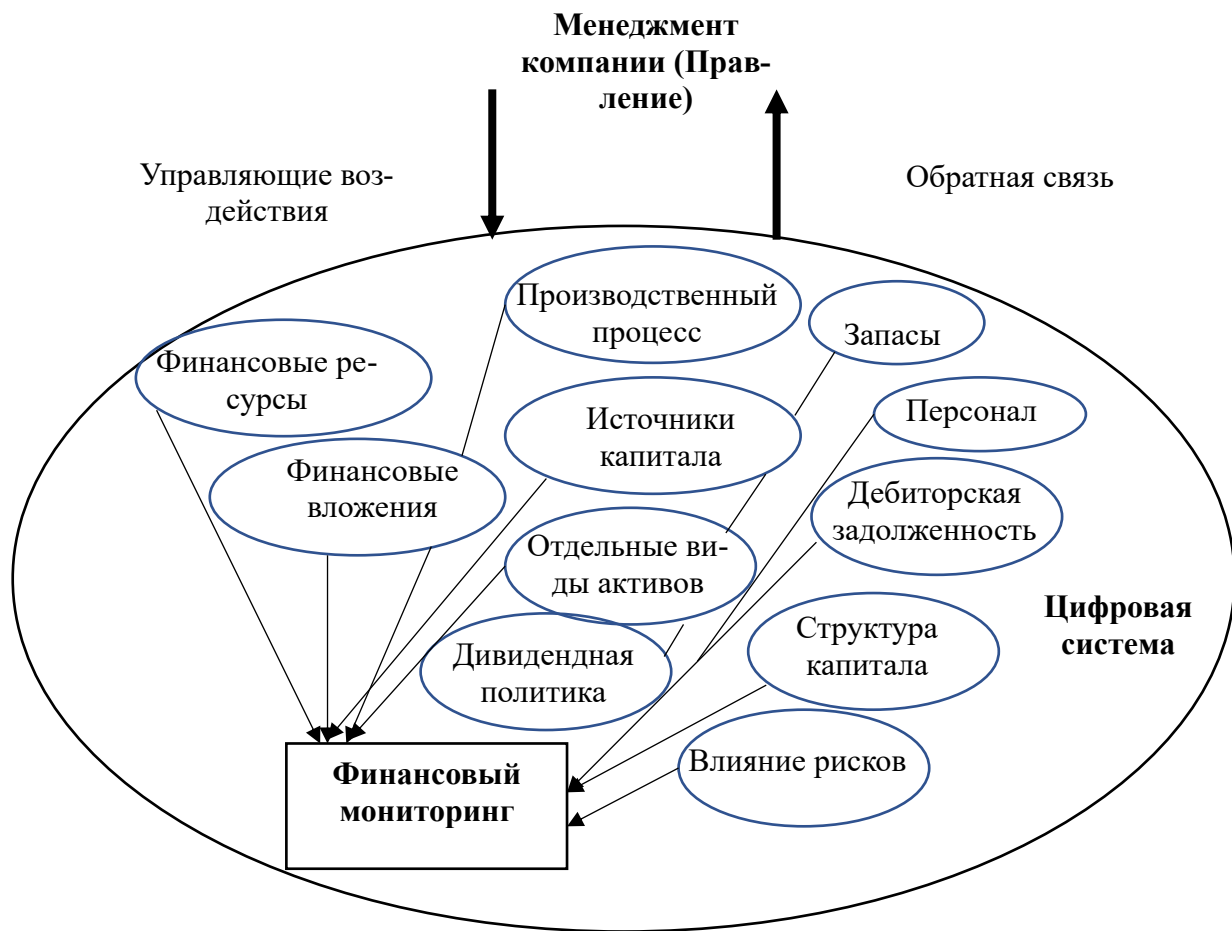 Менеджмент
компании (Прав-
ление)
Управляющие воз-
действия
Обратная связь
Производственный
процесс
Запасы
Финансовые ре-
сурсы
Источники
капитала
Персонал
Финансовые
вложения
Дебиторская
задолженность
Отдельные ви-
ды активов
Цифровая
система
Структура
капитала
Дивидендная
политика
Влияние рисков
Финансовый
мониторинг